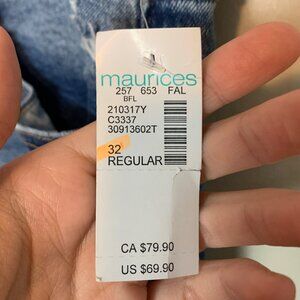 maurices
257 653 FAL
BFL
210317Y
C3337
30913602T
32
REGULAR
CA $79.90
US $69.90